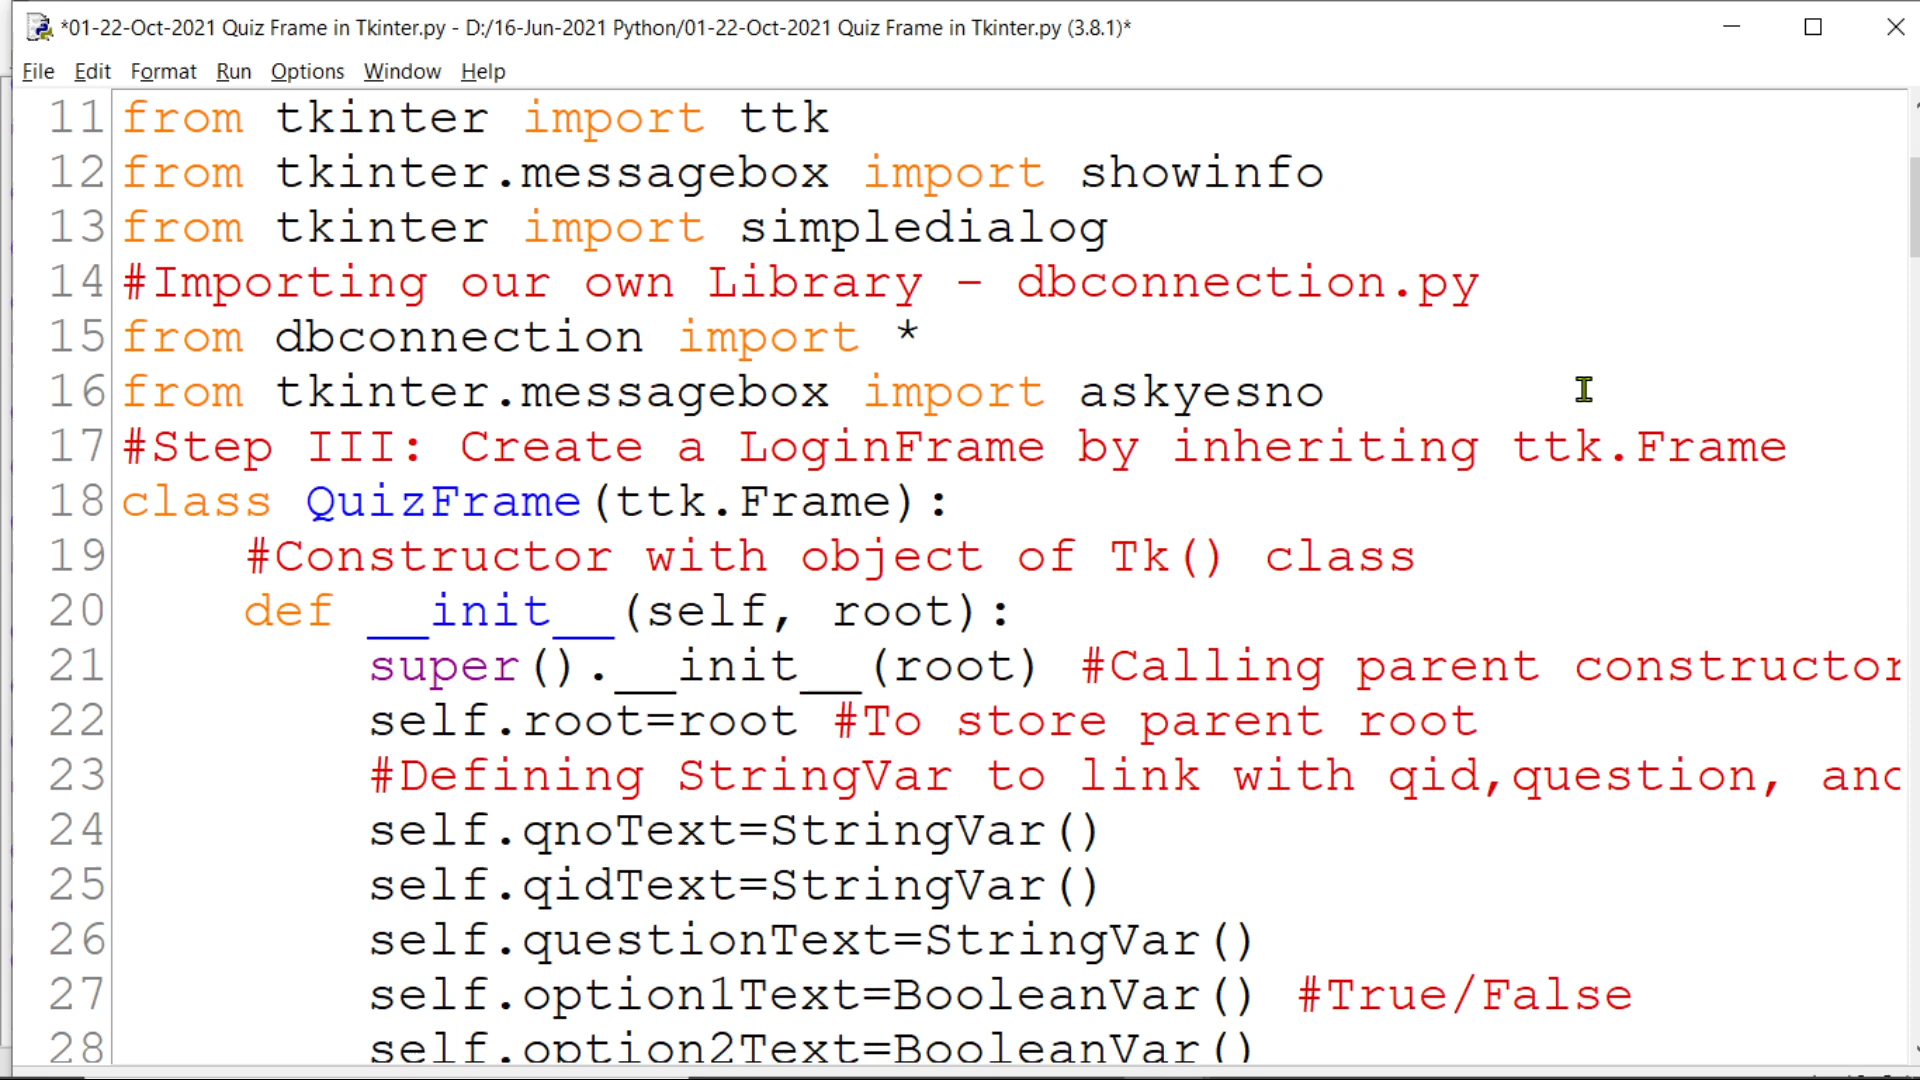 *01-22-Oct-2021 Quiz Frame in Tkinter.py - D:/16-Jun-2021 Python/01-22-Oct-2021 Quiz Frame in Tkinter.py (3.8.1)*
File Edit Format Run Options Window Help
11 from tkinter import ttk
12 from tkinter.messagebox import showinfo
13 from tkinter import simpledialog
14 #Importing our own Library - dbconnection.py
15 from dbconnection import *
16 from tkinter.messagebox import askyesno
17 #Step III: Create a LoginFrame by inheriting ttk.Frame
18 class QuizFrame(ttk.Frame):
19     #Constructor with object of Tk() class
20     def __init__(self, root):
21         super().__init__(root) #Calling parent constructor
22         self.root=root #To store parent root
23         #Defining StringVar to link with qid,question, and
24         self.qnoText=StringVar()
25         self.qidText=StringVar()
26         self.questionText=StringVar()
27         self.option1Text=BooleanVar() #True/False
28         self.option2Text=BooleanVar()